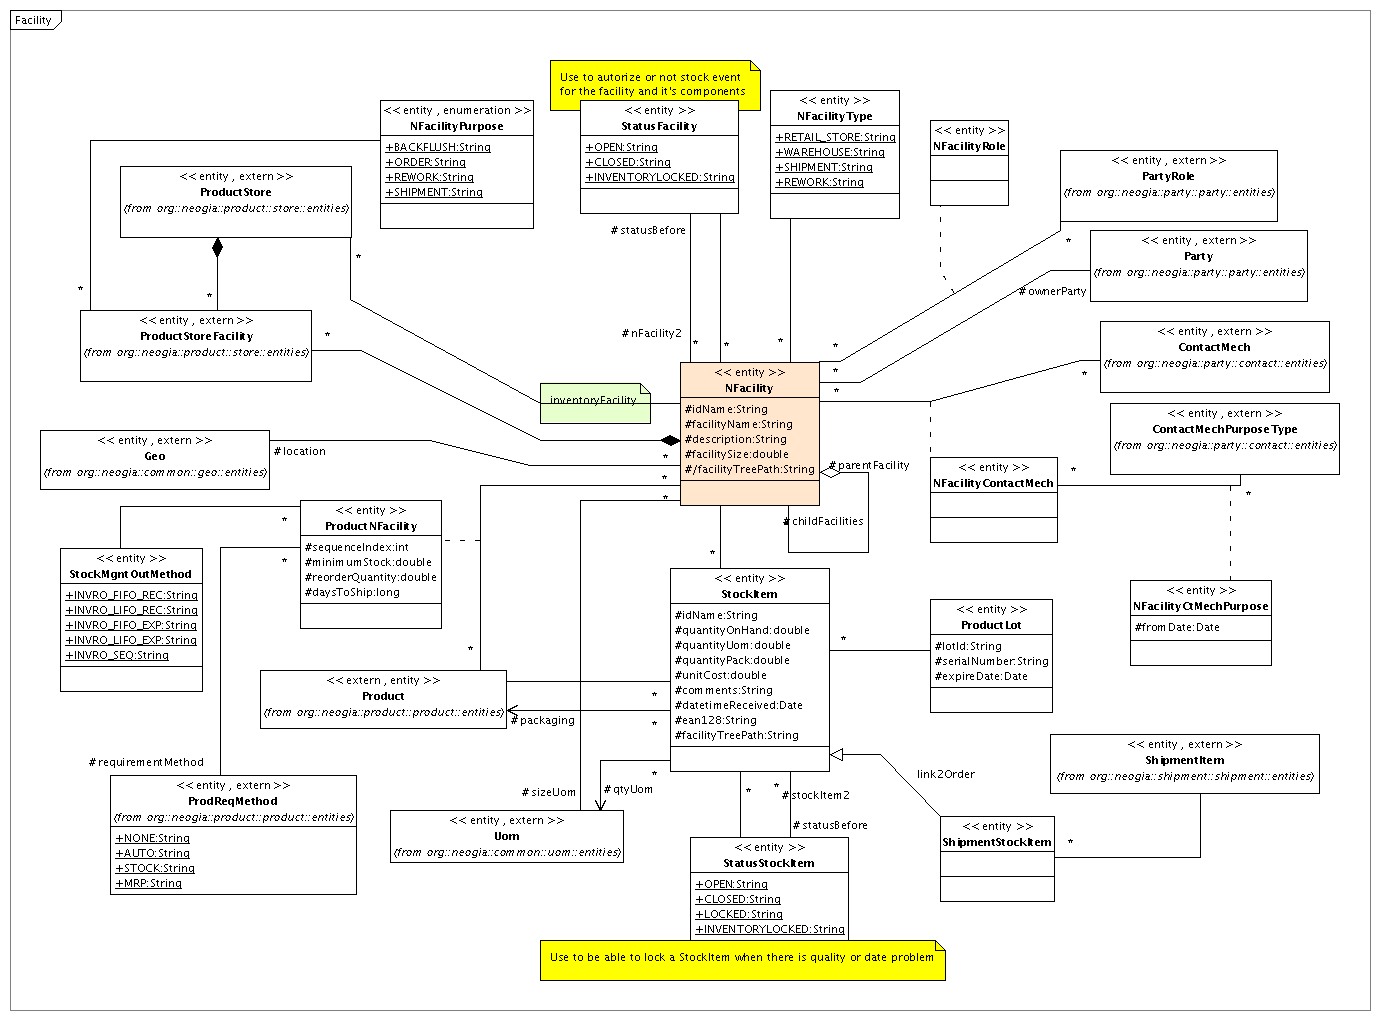 Facility
Use to autorize or not stock event
for the facility and it's components
<< entity , enumeration >>
NFacilityPurpose
+BACKFLUSH:String
+ORDER:String
+REWORK:String
+SHIPMENT:String
<< entity >>
StatusFacility
+OPEN:String
+CLOSED:String
+INVENTORYLOCKED:String
<< entity >>
NFacilityType
+RETAIL_STORE:String
+WAREHOUSE:String
+SHIPMENT:String
+REWORK:String
<< entity >>
NFacilityRole
<< entity , extern >>
PartyRole
(from org::neogia::party::party::entities)
<< entity , extern >>
ProductStore
(from org::neogia::product::store::entities)
# statusBefore
*
<< entity , extern >>
Party
(from org::neogia::party::party::entities)
*
# ownerParty
*
*
<< entity , extern >>
ProductStoreFacility
(from org::neogia::product::store::entities)
*
# nFacility2
*
*
*
*
*
*
<< entity , extern >>
ContactMech
(from org::neogia::party::contact::entities)
*
<< entity >>
NFacility
#idName:String
#facilityName:String
#description:String
#facilitySize:double
#/facilityTreePath:String
inventoryFacility
<< entity , extern >>
ContactMechPurposeType
(from org::neogia::party::contact::entities)
<< entity , extern >>
Geo
(from org::neogia::common::geo::entities)
# location
*
*
*
# parentFacility
# childFacilities
<< entity >>
NFacilityContactMech
*
*
<< entity >>
ProductNFacility
#sequenceIndex:int
#minimumStock:double
#reorderQuantity:double
#daysToShip:long
*
*
<< entity >>
StockMgntOutMethod
+INVRO_FIFO_REC:String
+INVRO_LIFO_REC:String
+INVRO_FIFO_EXP:String
+INVRO_LIFO_EXP:String
+INVRO_SEQ:String
*
<< entity >>
StockItem
#idName:String
#quantityOnHand:double
#quantityUom:double
#quantityPack:double
#unitCost:double
#comments:String
#datetimeReceived:Date
#ean128:String
#facilityTreePath:String
<< entity >>
NFacilityCtMechPurpose
#fromDate:Date
<< entity >>
ProductLot
#lotId:String
#serialNumber:String
#expireDate:Date
*
*
<< extern , entity >>
Product
(from org::neogia::product::product::entities)
*
# packaging
*
# requirementMethod
<< entity , extern >>
ProdReqMethod
(from org::neogia::product::product::entities)
+NONE:String
+AUTO:String
+STOCK:String
+MRP:String
*
# qtyUom
# sizeUom
<< entity , extern >>
Uom
(from org::neogia::common::uom::entities)
*
*
# stockItem2
# statusBefore
link2Order
<< entity , extern >>
ShipmentItem
(from org::neogia::shipment::shipment::entities)
<< entity >>
ShipmentStockItem
*
<< entity >>
StatusStockItem
+OPEN:String
+CLOSED:String
+LOCKED:String
+INVENTORYLOCKED:String
Use to be able to lock a StockItem when there is quality or date problem